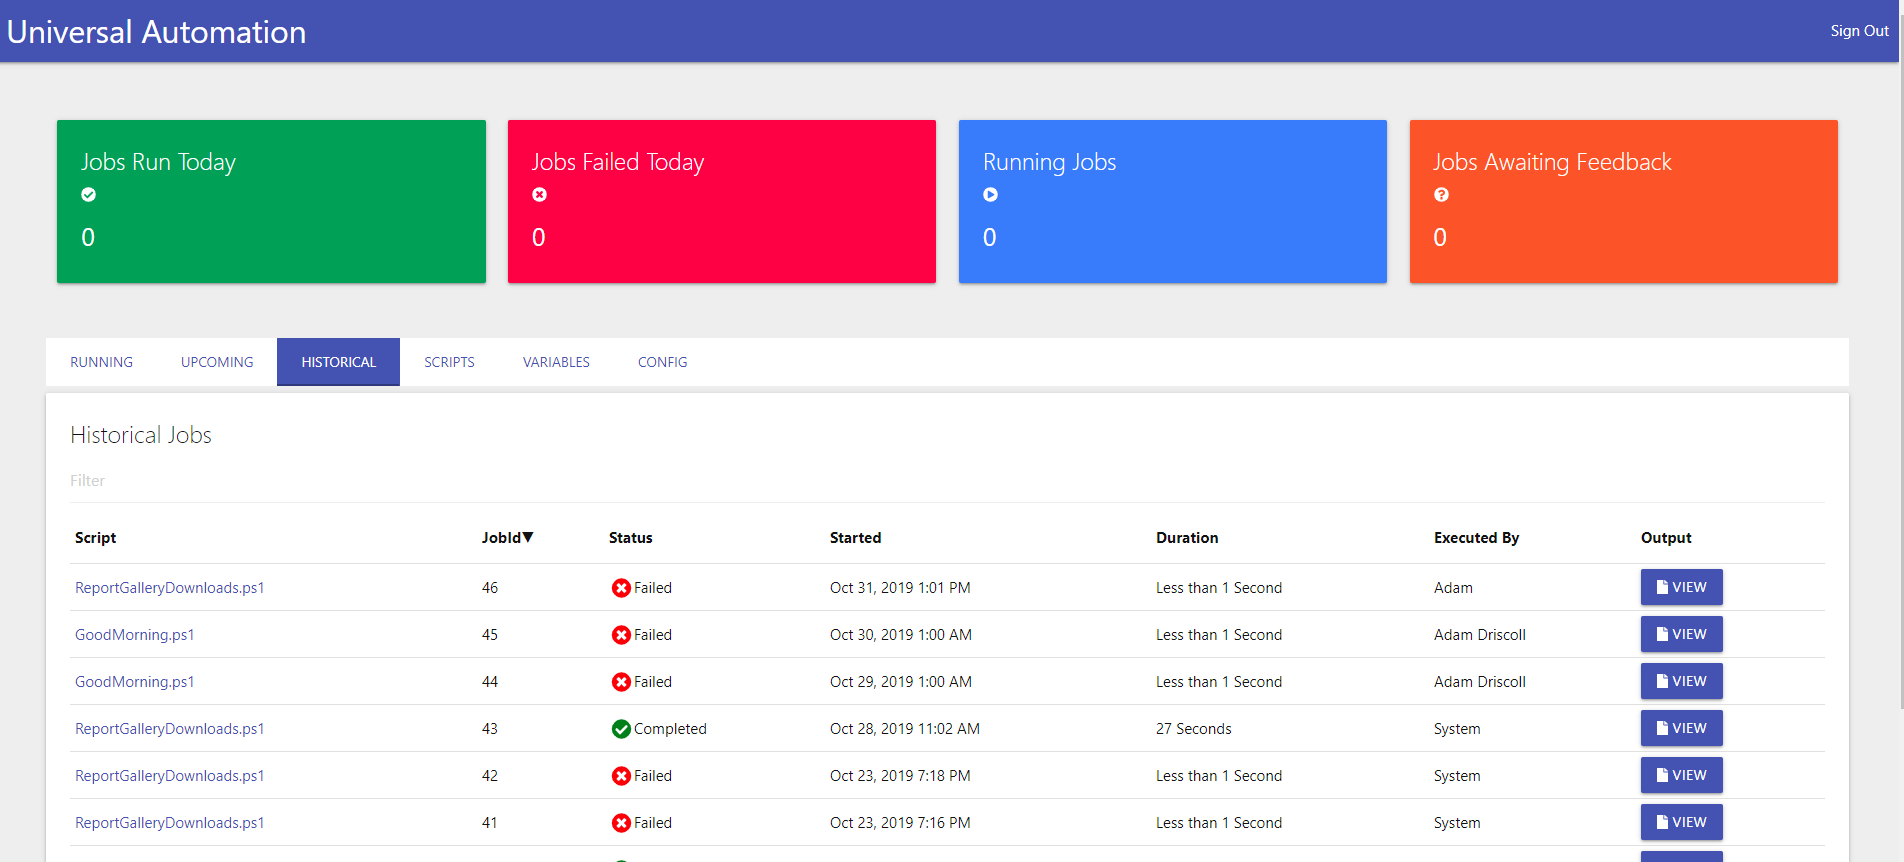 Universal Automation
Sign Out
Jobs Run Today
0
Jobs Failed Today
0
Running Jobs
0
Jobs Awaiting Feedback
0
RUNNING UPCOMING HISTORICAL SCRIPTS VARIABLES CONFIG
Historical Jobs
Filter
Script JobId▼ Status Started Duration Executed By Output
ReportGalleryDownloads.ps1 46 Failed Oct 31, 2019 1:01 PM Less than 1 Second Adam VIEW
GoodMorning.ps1 45 Failed Oct 30, 2019 1:00 AM Less than 1 Second Adam Driscoll VIEW
GoodMorning.ps1 44 Failed Oct 29, 2019 1:00 AM Less than 1 Second Adam Driscoll VIEW
ReportGalleryDownloads.ps1 43 Completed Oct 28, 2019 11:02 AM 27 Seconds System VIEW
ReportGalleryDownloads.ps1 42 Failed Oct 23, 2019 7:18 PM Less than 1 Second System VIEW
ReportGalleryDownloads.ps1 41 Failed Oct 23, 2019 7:16 PM Less than 1 Second System VIEW